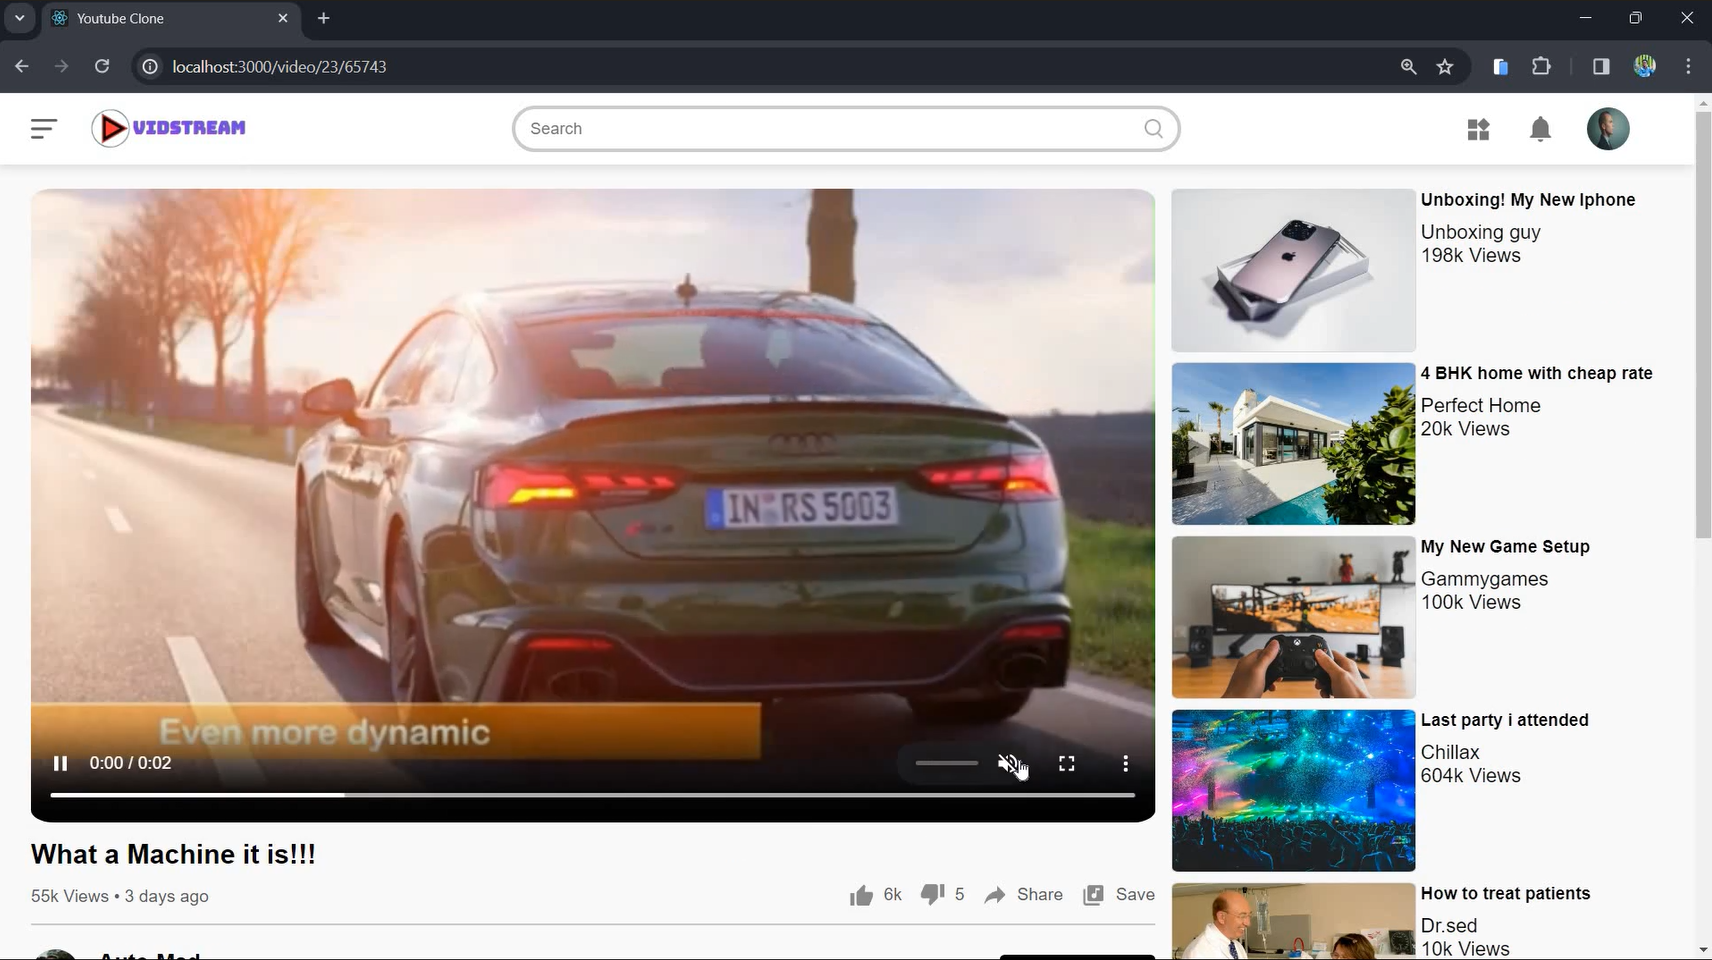 Youtube Clone
localhost:3000/video/23/65743
VIDSTREAM
Search
IN RS 5003
Even more dynamic
0:00 / 0:02
What a Machine it is!!!
55k Views • 3 days ago
6k
5
Share
Save
Unboxing! My New Iphone
Unboxing guy
198k Views
4 BHK home with cheap rate
Perfect Home
20k Views
My New Game Setup
Gammygames
100k Views
Last party i attended
Chillax
604k Views
How to treat patients
Dr.sed
10k Views